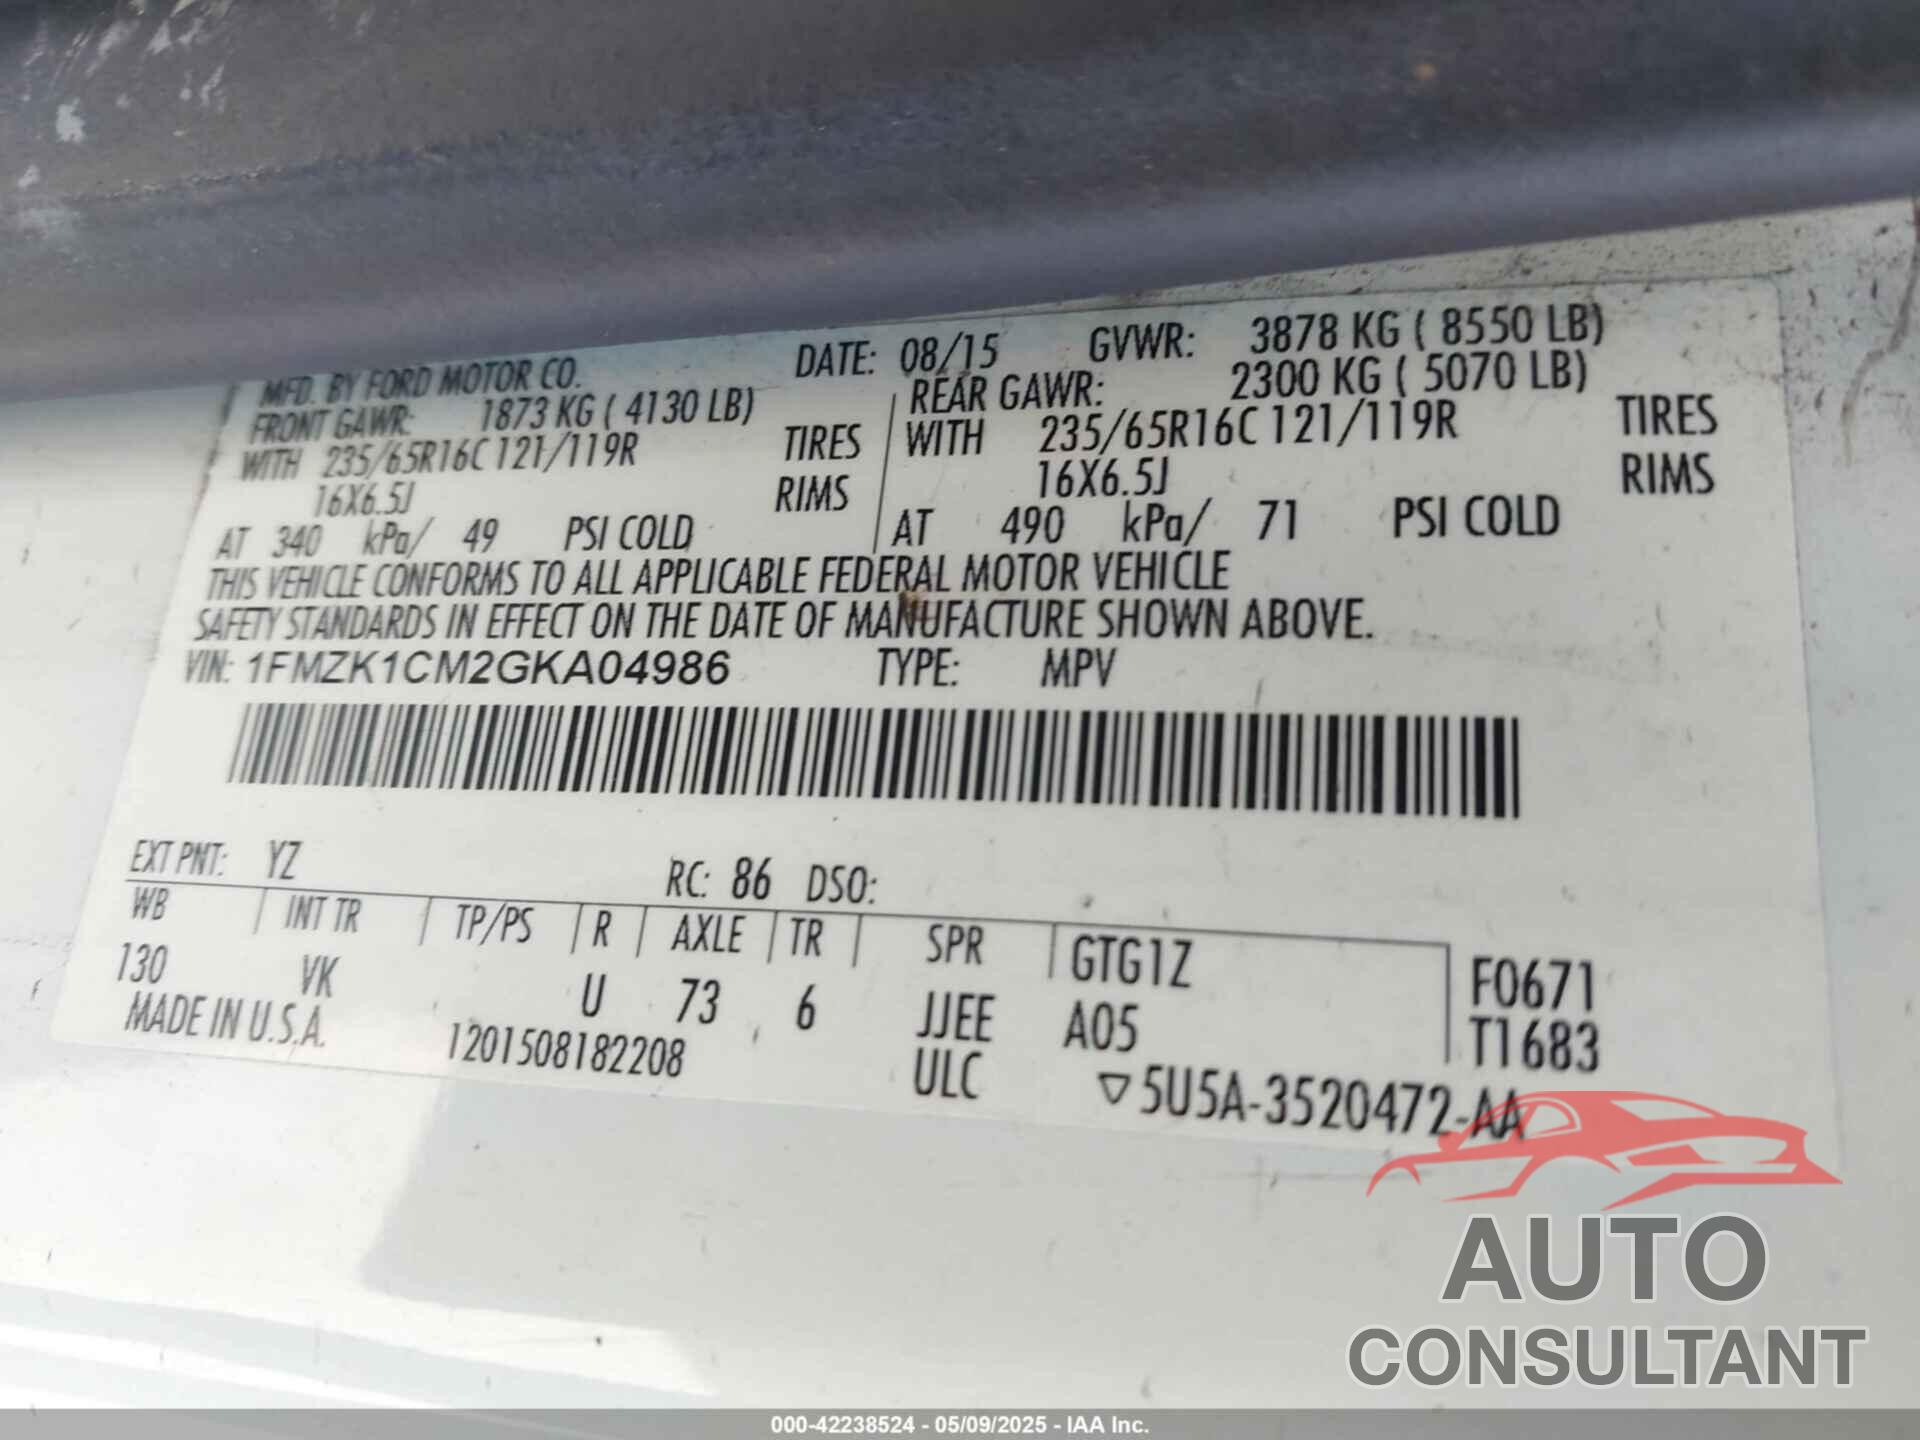 MFD. BY FORD MOTOR CO. DATE: 08/15 GVWR: 3878 KG ( 8550 LB)
FRONT GAWR: 1873 KG ( 4130 LB) REAR GAWR: 2300 KG ( 5070 LB)
WITH 235/65R16C 121/119R TIRES WITH 235/65R16C 121/119R TIRES
16X6.5J RIMS 16X6.5J RIMS
AT 340 kPa/ 49 PSI COLD AT 490 kPa/ 71 PSI COLD
THIS VEHICLE CONFORMS TO ALL APPLICABLE FEDERAL MOTOR VEHICLE
SAFETY STANDARDS IN EFFECT ON THE DATE OF MANUFACTURE SHOWN ABOVE.
VIN: 1FMZK1CM2GKA04986 TYPE: MPV
EXT PNT: YZ RC: 86 DSO:
WB INT TR TP/PS R AXLE TR SPR GTG1Z F0671
130 VK U 73 6 JJEE A05 T1683
MADE IN U.S.A. 1201508182208 ULC ▽5U5A-3520472-AA
AUTO
CONSULTANT
000-42238524 - 05/09/2025 - IAA Inc.